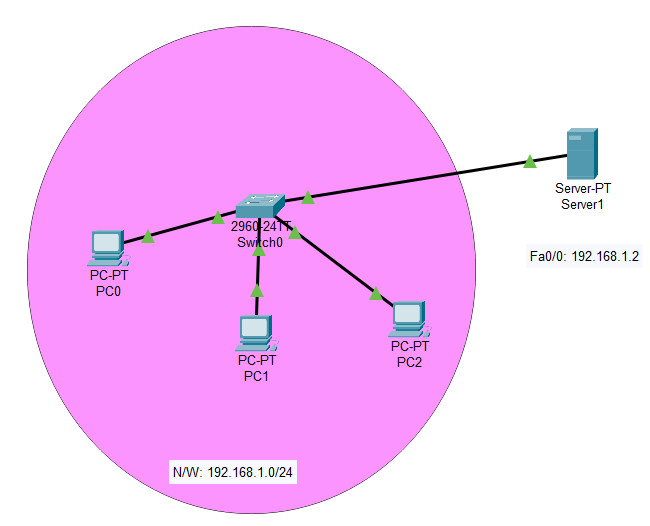 2960-24TT
Switch0
Server-PT
Server1
Fa0/0: 192.168.1.2
PC-PT
PC0
PC-PT
PC1
PC-PT
PC2
N/W: 192.168.1.0/24